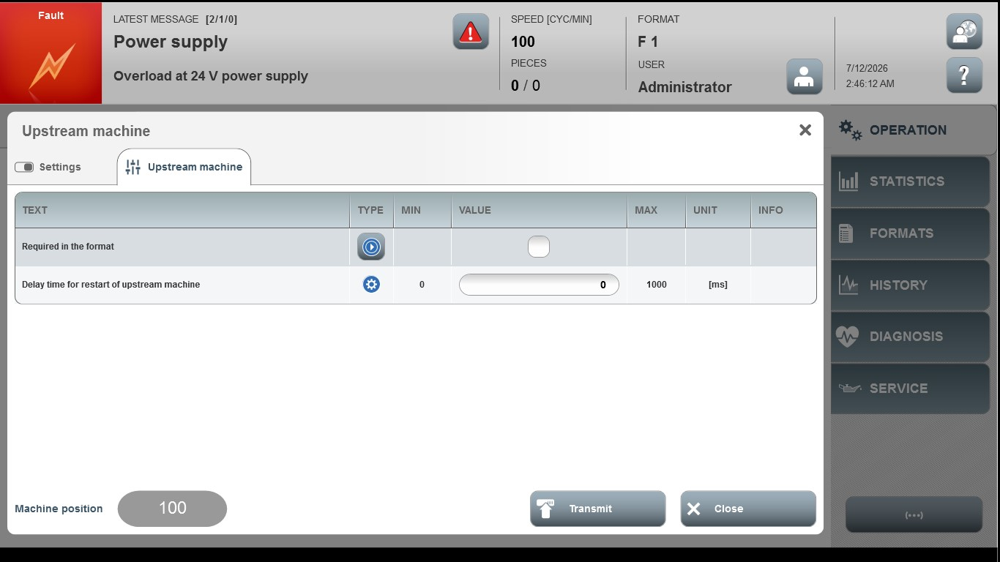 Fault
LATEST MESSAGE [2/1/0]
Power supply
Overload at 24 V power supply
SPEED [CYC/MIN]
100
PIECES
0 / 0
FORMAT
F 1
USER
Administrator
7/12/2026
2:46:12 AM
?
Upstream machine
Settings
Upstream machine
TEXT TYPE MIN VALUE MAX UNIT INFO
Required in the format
Delay time for restart of upstream machine 0 0 1000 [ms]
Machine position 100
Transmit
Close
OPERATION
STATISTICS
FORMATS
HISTORY
DIAGNOSIS
SERVICE
(•••)